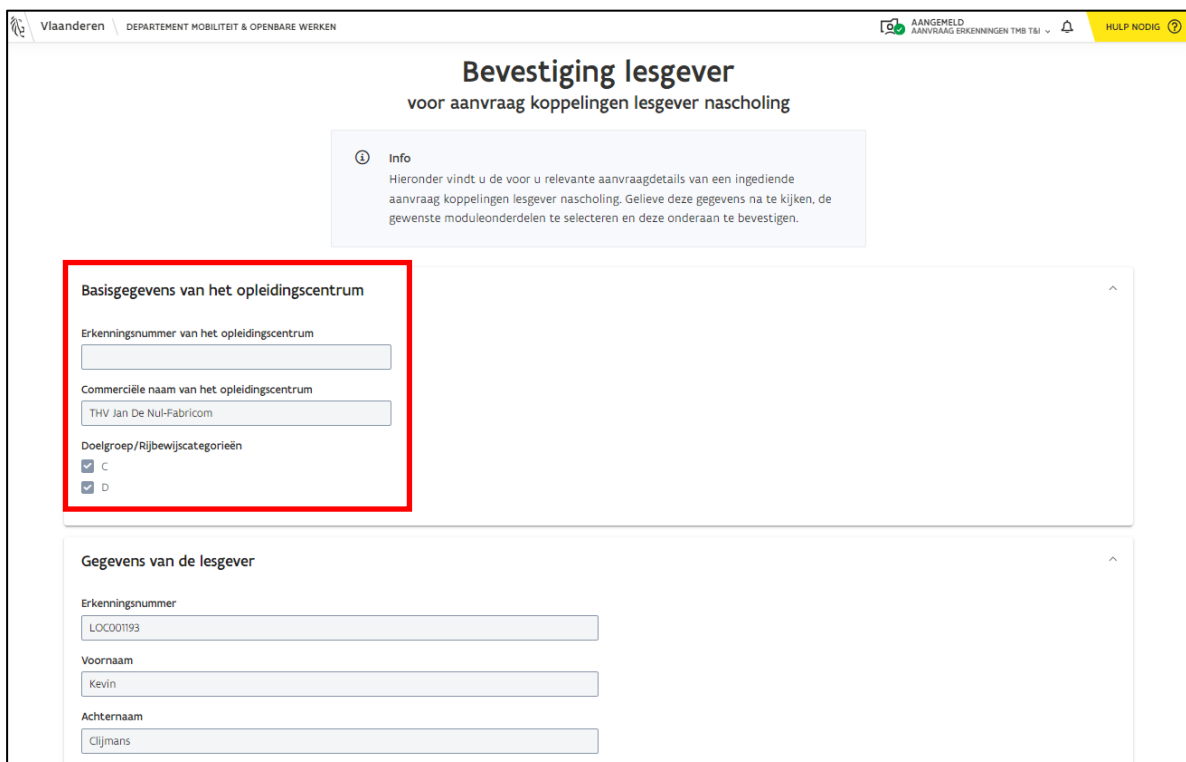 Vlaanderen
DEPARTEMENT MOBILITEIT & OPENBARE WERKEN
AANGEMELD
AANVRAAG ERKENNINGEN TMB T&I
HULP NODIG
Bevestiging lesgever
voor aanvraag koppelingen lesgever nascholing
Info
Hieronder vindt u de voor u relevante aanvraagdetails van een ingediende
aanvraag koppelingen lesgever nascholing. Gelieve deze gegevens na te kijken, de
gewenste moduleonderdelen te selecteren en deze onderaan te bevestigen.
Basisgegevens van het opleidingscentrum
Erkenningsnummer van het opleidingscentrum
Commerciële naam van het opleidingscentrum
THV Jan De Nul-Fabricom
Doelgroep/Rijbewijscategorieën
C
D
Gegevens van de lesgever
Erkenningsnummer
LOC001193
Voornaam
Kevin
Achternaam
Clijmans